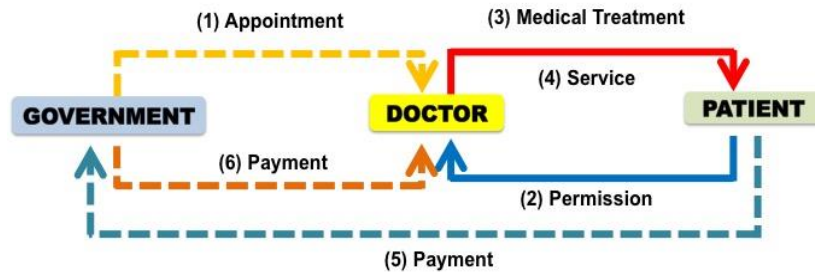 (1) Appointment
(3) Medical Treatment
(4) Service
GOVERNMENT
DOCTOR
PATIENT
(6) Payment
(2) Permission
(5) Payment